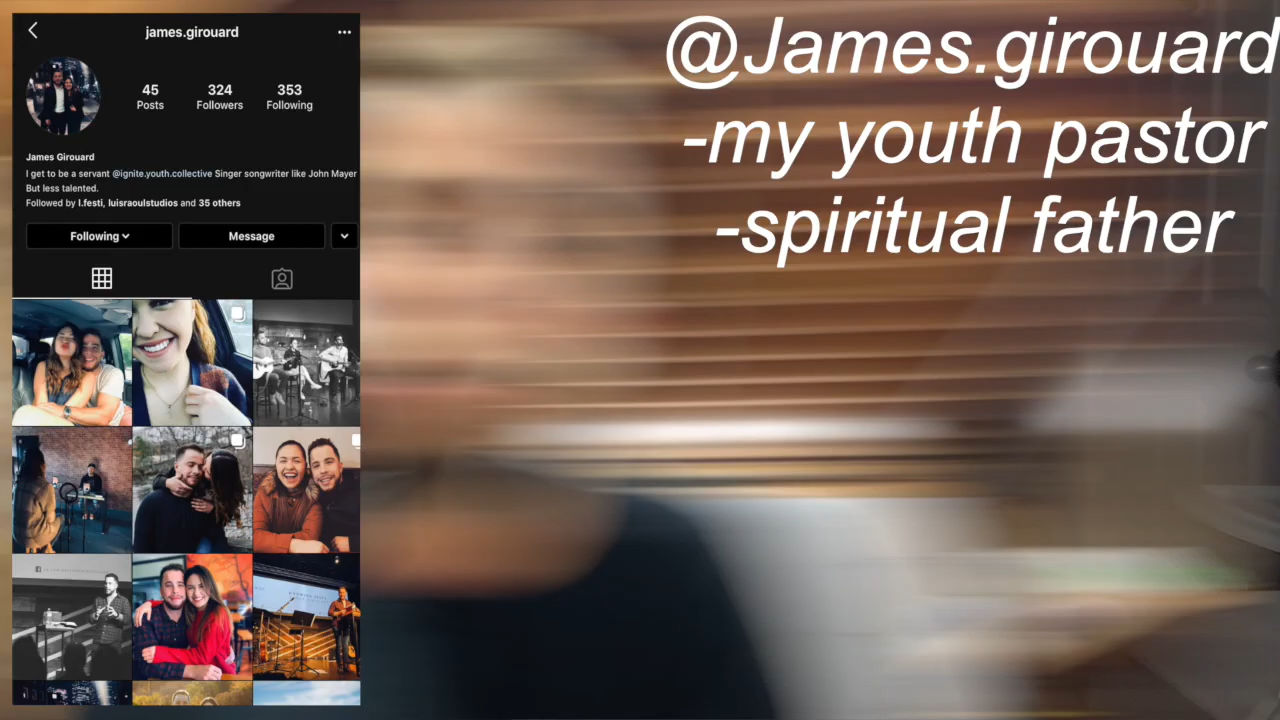 james.girouard
45
Posts
324
Followers
353
Following
James Girouard
I get to be a servant @ignite.youth.collective Singer songwriter like John Mayer
But less talented.
Followed by l.festi, luisraoulstudios and 35 others
Following
Message
@James.girouard
-my youth pastor
-spiritual father